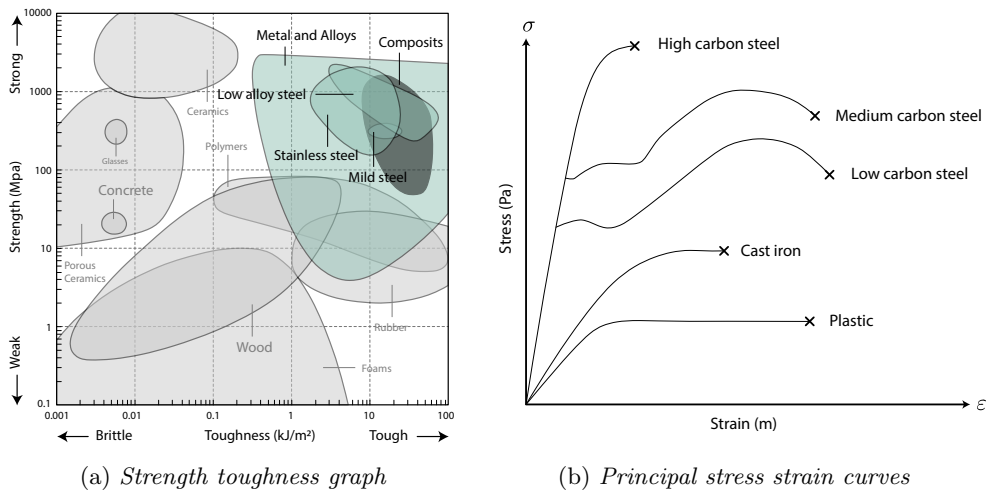 10000
1000
100
10
1
0.1
Strong
Strength (Mpa)
Weak
Metal and Alloys
Composits
Low alloy steel
Ceramics
Glasses
Polymers
Stainless steel
Mild steel
Concrete
Porous
Ceramics
Rubber
Wood
Foams
0.001
0.01
0.1
1
10
100
Brittle
Toughness (kJ/m²)
Tough
(a) Strength toughness graph
σ
High carbon steel
Medium carbon steel
Low carbon steel
Cast iron
Plastic
Stress (Pa)
ε
Strain (m)
(b) Principal stress strain curves